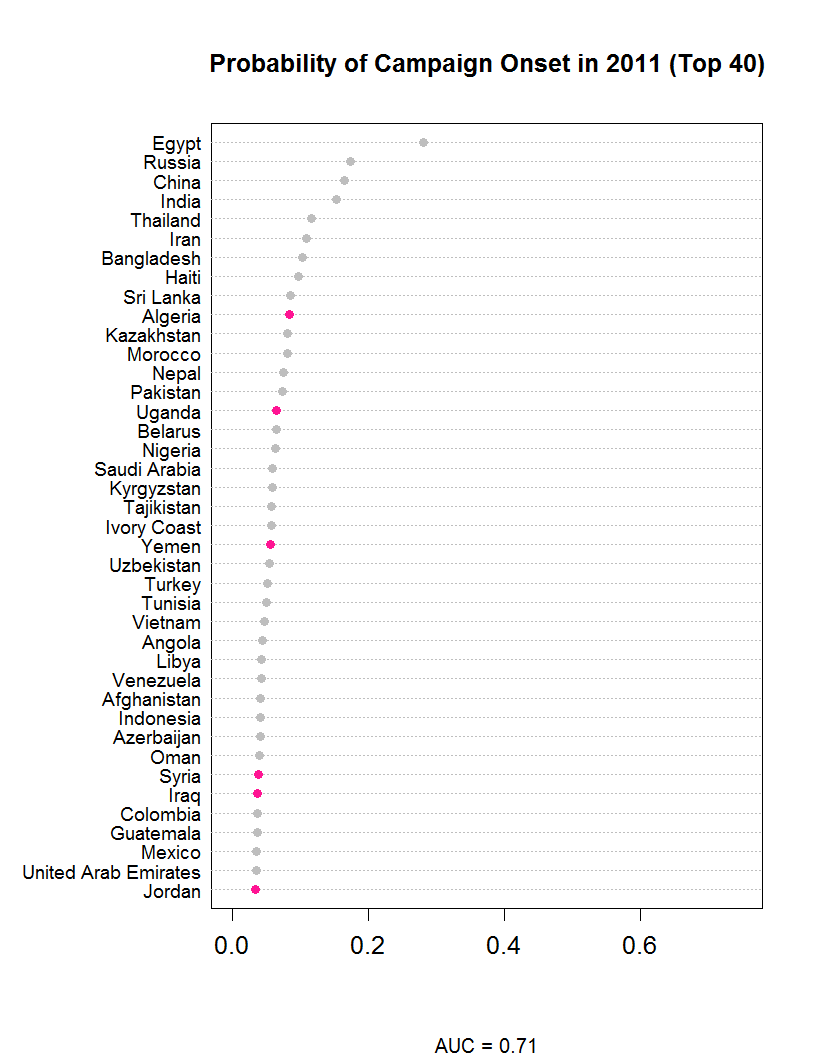 Probability of Campaign Onset in 2011 (Top 40)
Egypt
Russia
China
India
Thailand
Iran
Bangladesh
Haiti
Sri Lanka
Algeria
Kazakhstan
Morocco
Nepal
Pakistan
Uganda
Belarus
Nigeria
Saudi Arabia
Kyrgyzstan
Tajikistan
Ivory Coast
Yemen
Uzbekistan
Turkey
Tunisia
Vietnam
Angola
Libya
Venezuela
Afghanistan
Indonesia
Azerbaijan
Oman
Syria
Iraq
Colombia
Guatemala
Mexico
United Arab Emirates
Jordan
0.0 0.2 0.4 0.6
AUC = 0.71